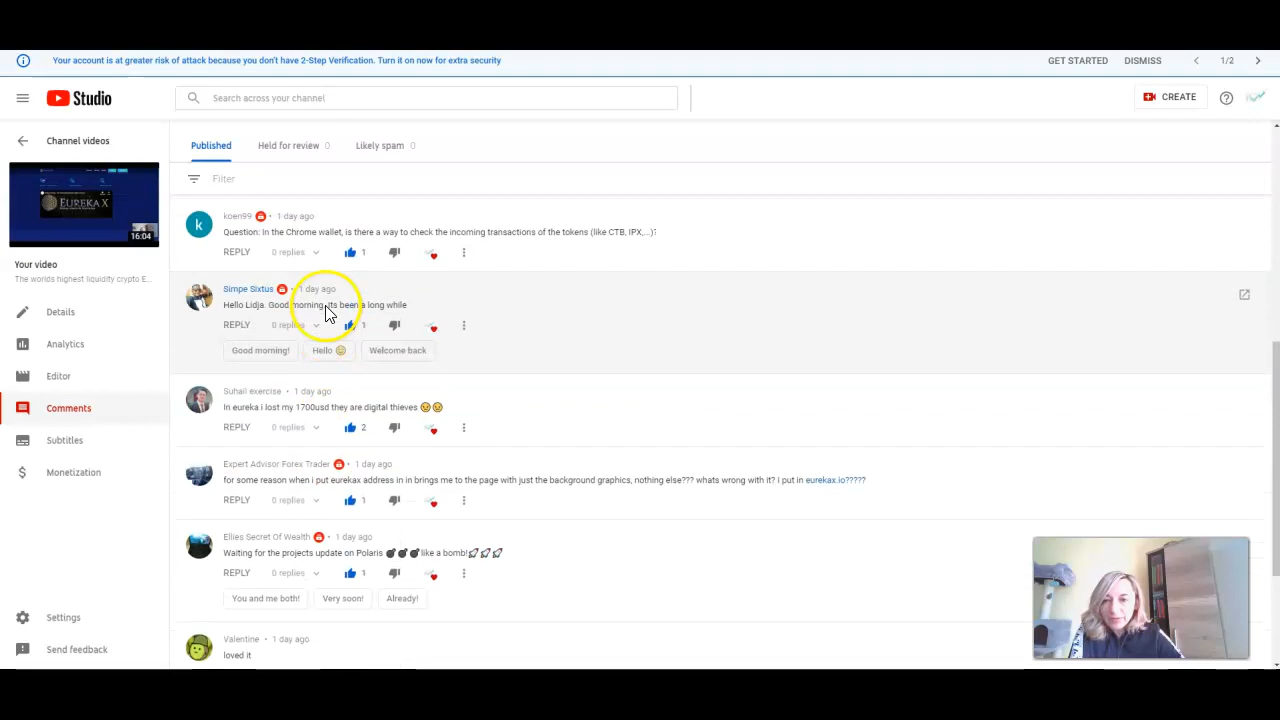 Your account is at greater risk of attack because you don't have 2-Step Verification. Turn it on now for extra security
GET STARTED
DISMISS
1/2
Studio
Search across your channel
CREATE
Channel videos
EUREKA X
16:04
Your video
The worlds highest liquidity crypto E...
Details
Analytics
Editor
Comments
Subtitles
Monetization
Settings
Send feedback
Published
Held for review 0
Likely spam 0
Filter
koen99 • 1 day ago
Question: In the Chrome wallet, is there a way to check the incoming transactions of the tokens (like CTB, IPX,...)?
REPLY 0 replies 1
Simpe Sixtus • 1 day ago
Hello Lidja. Good morning. Its been a long while
REPLY 0 replies 1
Good morning! Hello 😊 Welcome back
Suhail exercise • 1 day ago
In eureka i lost my 1700usd they are digital thieves 😣😣
REPLY 0 replies 2
Expert Advisor Forex Trader • 1 day ago
for some reason when i put eurekax address in in brings me to the page with just the background graphics, nothing else??? whats wrong with it? I put in eurekax.io?????
REPLY 0 replies 1
Ellies Secret Of Wealth • 1 day ago
Waiting for the projects update on Polaris 💣💣💣like a bomb!🚀🚀🚀
REPLY 0 replies 1
You and me both! Very soon! Already!
Valentine • 1 day ago
loved it